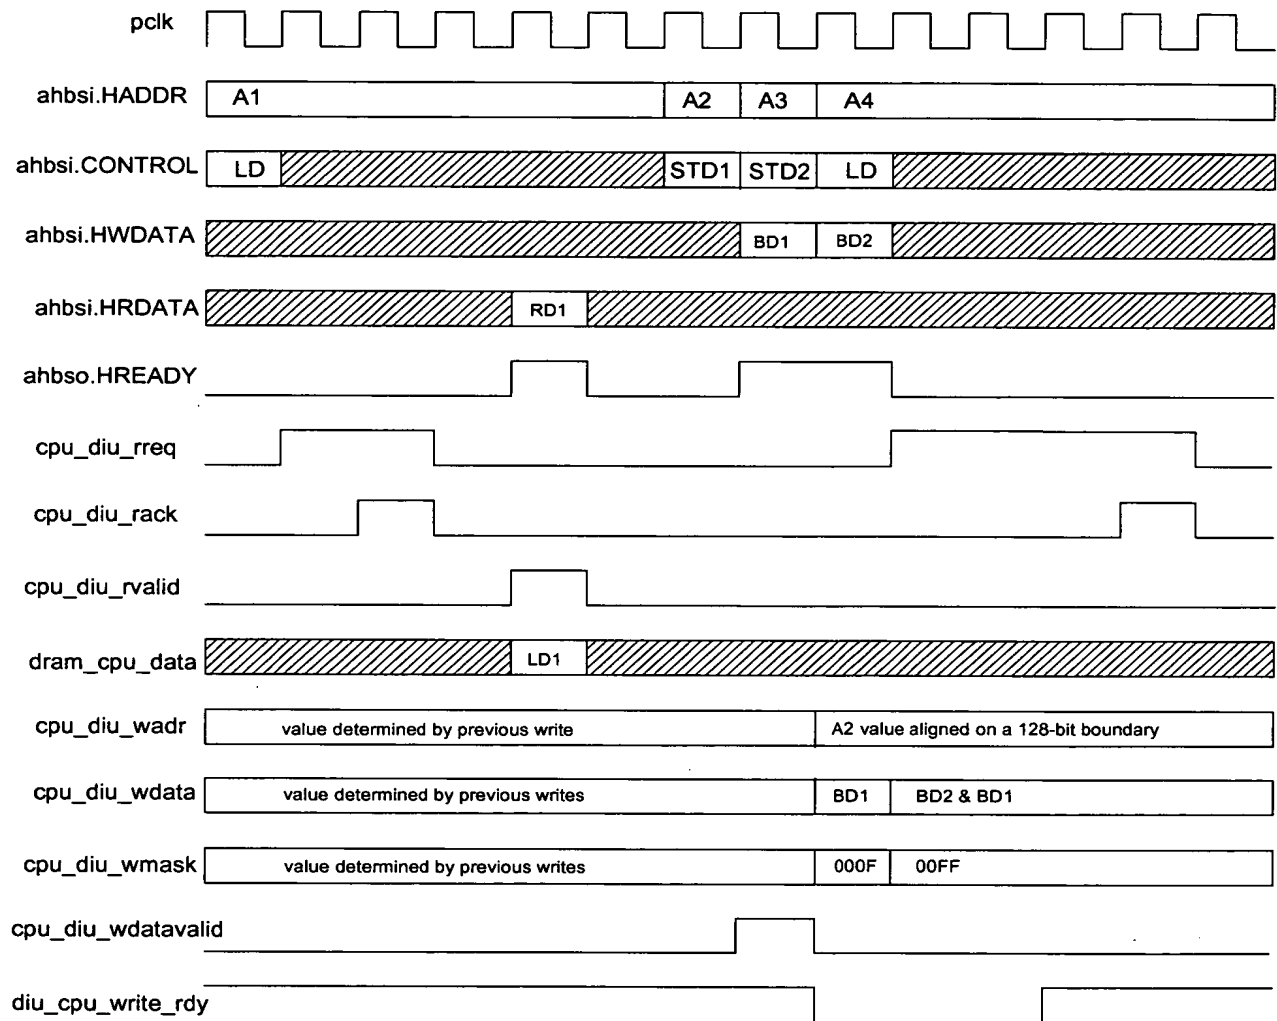 pclk
ahbsi.HADDR A1 A2 A3 A4
ahbsi.CONTROL LD STD1 STD2 LD
ahbsi.HWDATA BD1 BD2
ahbsi.HRDATA RD1
ahbso.HREADY
cpu_diu_rreq
cpu_diu_rack
cpu_diu_rvalid
dram_cpu_data LD1
cpu_diu_wadr value determined by previous write A2 value aligned on a 128-bit boundary
cpu_diu_wdata value determined by previous writes BD1 BD2 & BD1
cpu_diu_wmask value determined by previous writes 000F 00FF
cpu_diu_wdatavalid
diu_cpu_write_rdy